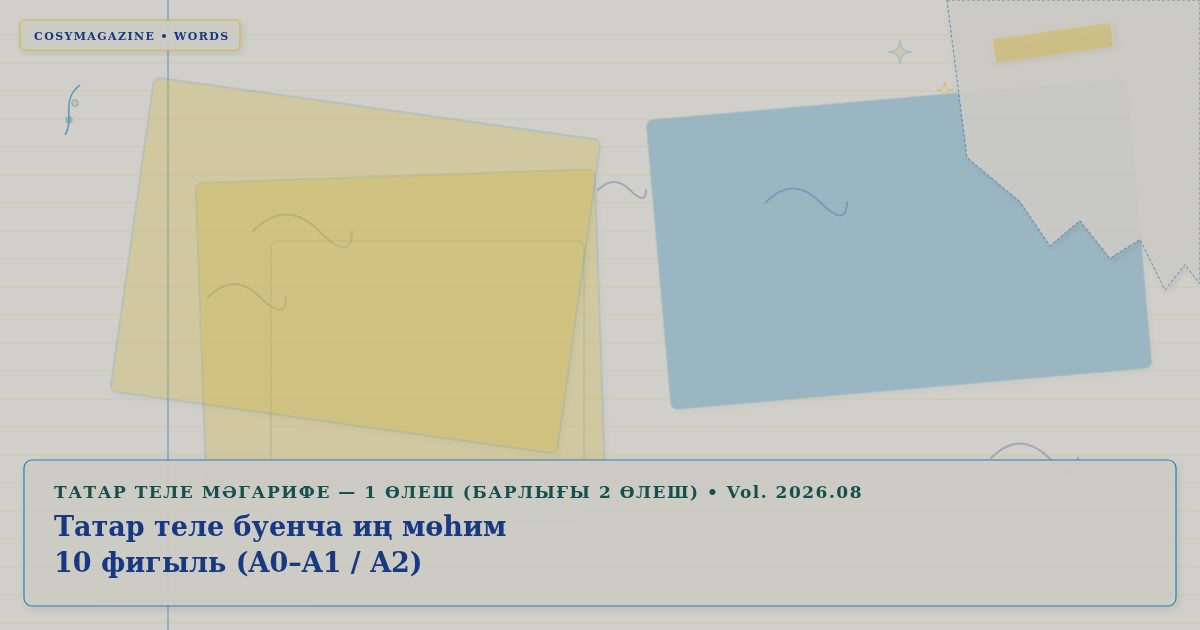 COSYMAGAZINE • WORDS
ТАТАР ТЕЛЕ МӘГАРИФЕ — 1 ӨЛЕШ (БАРЛЫҒЫ 2 ӨЛЕШ) • Vol. 2026.08
Татар теле буенча иң мөһим
10 фигыль (A0–A1 / A2)